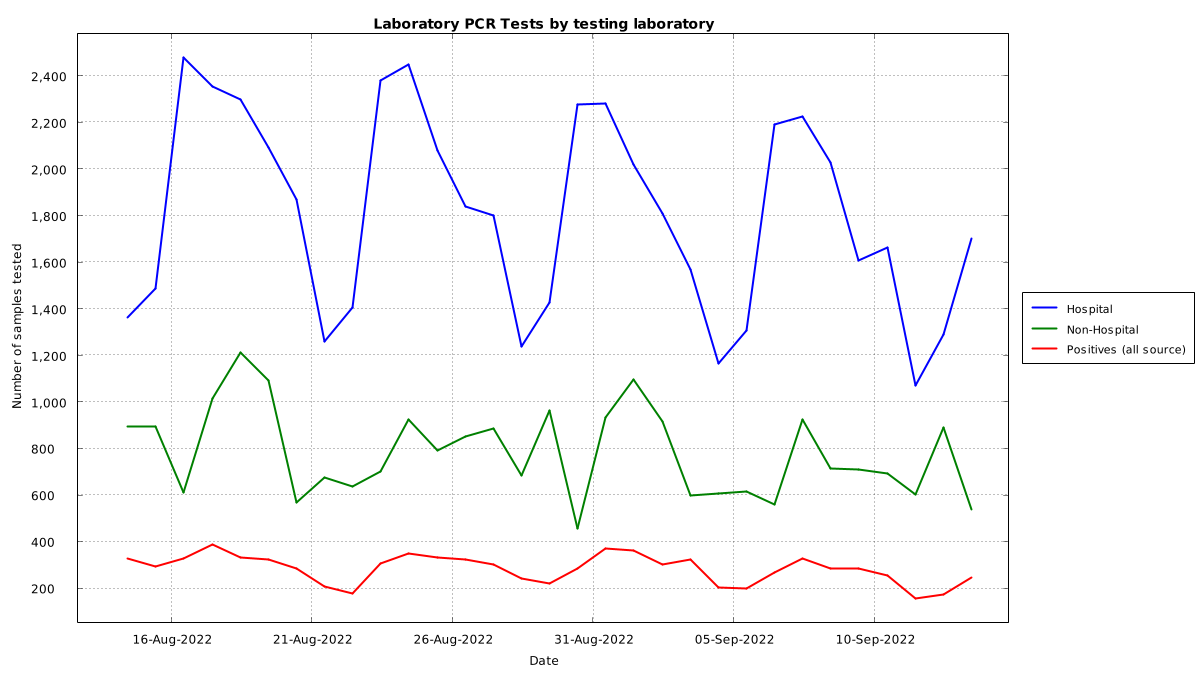 Laboratory PCR Tests by testing laboratory
Number of samples tested
2,400
2,200
2,000
1,800
1,600
1,400
1,200
1,000
800
600
400
200
16-Aug-2022
21-Aug-2022
26-Aug-2022
31-Aug-2022
05-Sep-2022
10-Sep-2022
Date
Hospital
Non-Hospital
Positives (all source)